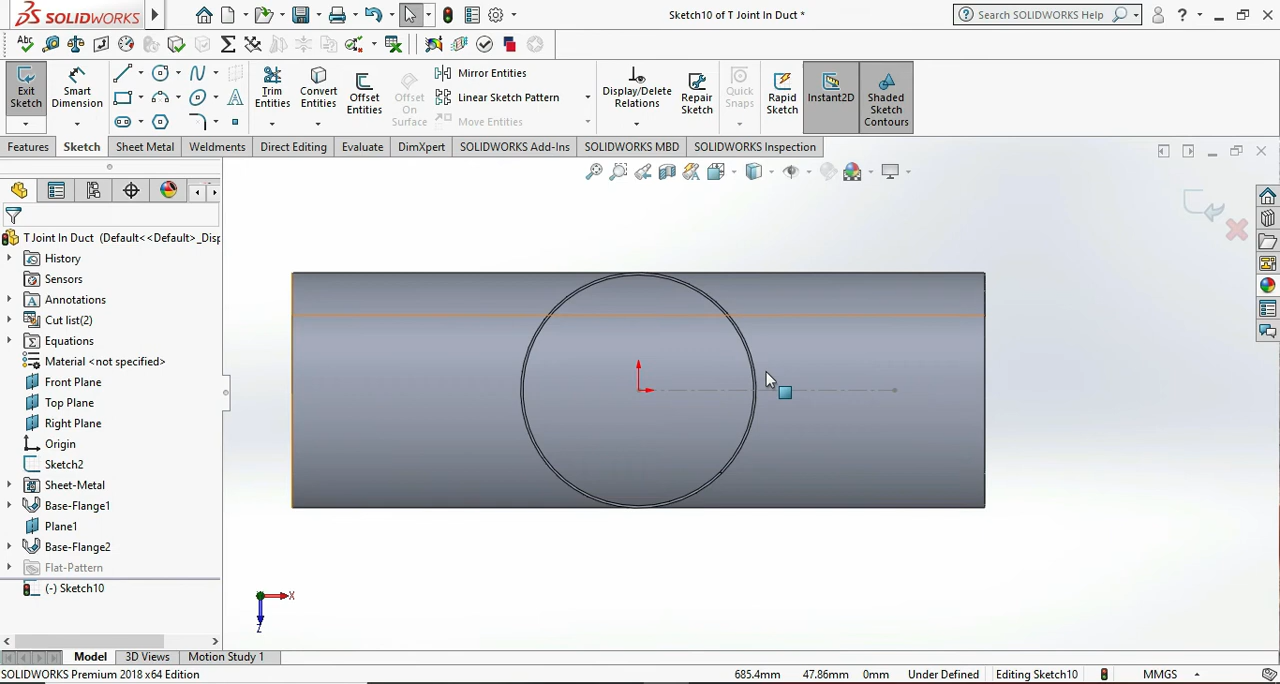 SOLIDWORKS
Sketch10 of T Joint In Duct *
Search SOLIDWORKS Help
Exit Sketch
Smart Dimension
Trim Entities
Convert Entities
Offset Entities
Offset On Surface
Mirror Entities
Linear Sketch Pattern
Move Entities
Display/Delete Relations
Repair Sketch
Quick Snaps
Rapid Sketch
Instant2D
Shaded Sketch Contours
Features
Sketch
Sheet Metal
Weldments
Direct Editing
Evaluate
DimXpert
SOLIDWORKS Add-Ins
SOLIDWORKS MBD
SOLIDWORKS Inspection
T Joint In Duct (Default<<Default>_Disp
History
Sensors
Annotations
Cut list(2)
Equations
Material <not specified>
Front Plane
Top Plane
Right Plane
Origin
Sketch2
Sheet-Metal
Base-Flange1
Plane1
Base-Flange2
Flat-Pattern
(-) Sketch10
X
Z
Model
3D Views
Motion Study 1
SOLIDWORKS Premium 2018 x64 Edition
685.4mm
47.86mm
0mm
Under Defined
Editing Sketch10
MMGS